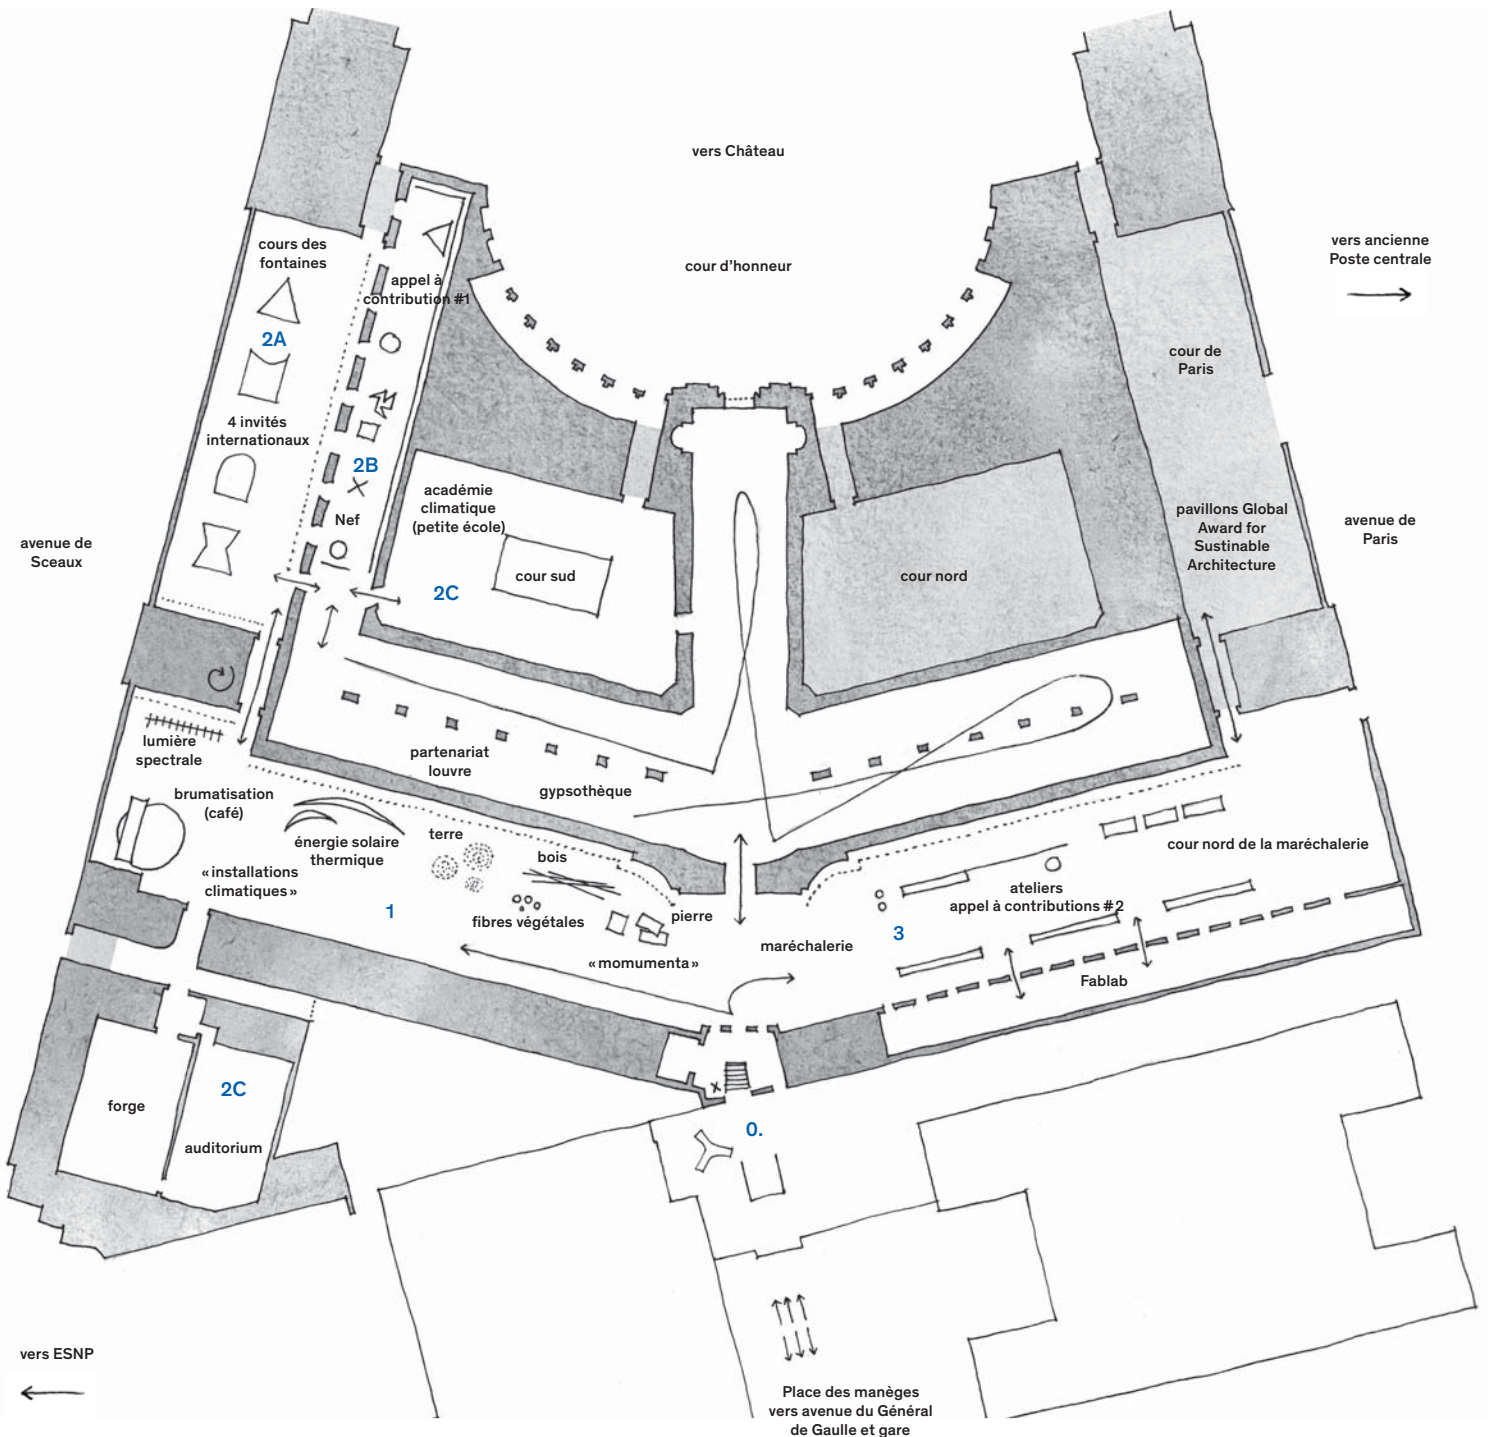 vers Château
cour d’honneur
vers ancienne
Poste centrale
cours des
fontaines
appel à
contribution #1
2A
4 invités
internationaux
2B
Nef
académie
climatique
(petite école)
cour sud
2C
cour nord
cour de
Paris
pavillons Global
Award for
Sustinable
Architecture
avenue de
Paris
avenue de
Sceaux
lumière
spectrale
brumatisation
(café)
partenariat
louvre
gypsothèque
énergie solaire
thermique
terre
bois
«installations
climatiques»
1
fibres végétales
pierre
«momumenta»
maréchalerie
cour nord de la maréchalerie
ateliers
appel à contributions #2
3
Fablab
forge
2C
auditorium
0.
vers ESNP
Place des manèges
vers avenue du Général
de Gaulle et gare